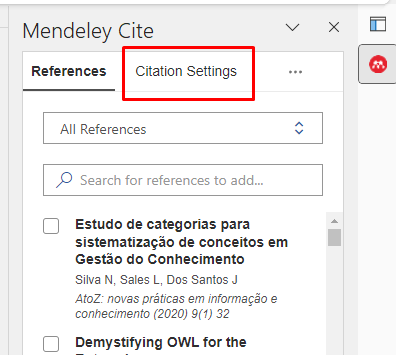 Mendeley Cite
References Citation Settings ...
All References
Search for references to add...
Estudo de categorias para
sistematização de conceitos em
Gestão do Conhecimento
Silva N, Sales L, Dos Santos J
AtoZ: novas práticas em informação e
conhecimento (2020) 9(1) 32
Demystifying OWL for the